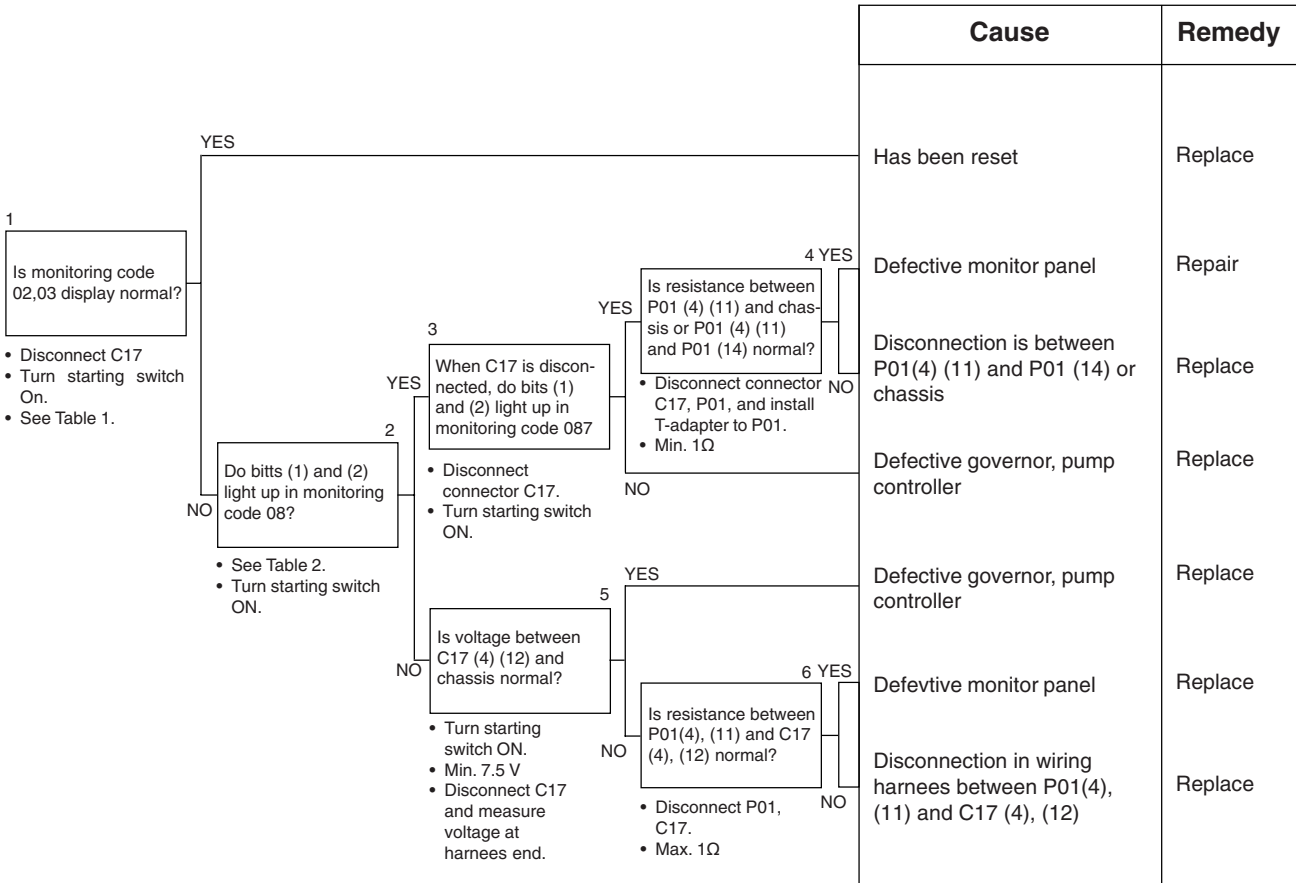 Cause
Remedy
YES
Has been reset
Replace
1
Is monitoring code
02,03 display normal?
• Disconnect C17
• Turn starting switch
On.
• See Table 1.
NO
2
Do bitts (1) and (2)
light up in monitoring
code 08?
• See Table 2.
• Turn starting switch
ON.
YES
3
When C17 is discon-
nected, do bits (1)
and (2) light up in
monitoring code 087
• Disconnect
connector C17.
• Turn starting switch
ON.
YES
4 YES
Is resistance between
P01 (4) (11) and chas-
sis or P01 (4) (11)
and P01 (14) normal?
• Disconnect connector
C17, P01, and install
T-adapter to P01.
• Min. 1Ω
Defective monitor panel
Repair
NO
Disconnection is between
P01(4) (11) and P01 (14) or
chassis
Replace
NO
Defective governor, pump
controller
Replace
NO
5
Is voltage between
C17 (4) (12) and
chassis normal?
• Turn starting
switch ON.
• Min. 7.5 V
• Disconnect C17
and measure
voltage at
harnees end.
YES
Defective governor, pump
controller
Replace
NO
6 YES
Is resistance between
P01(4), (11) and C17
(4), (12) normal?
• Disconnect P01,
C17.
• Max. 1Ω
Defevtive monitor panel
Replace
NO
Disconnection in wiring
harnees between P01(4),
(11) and C17 (4), (12)
Replace